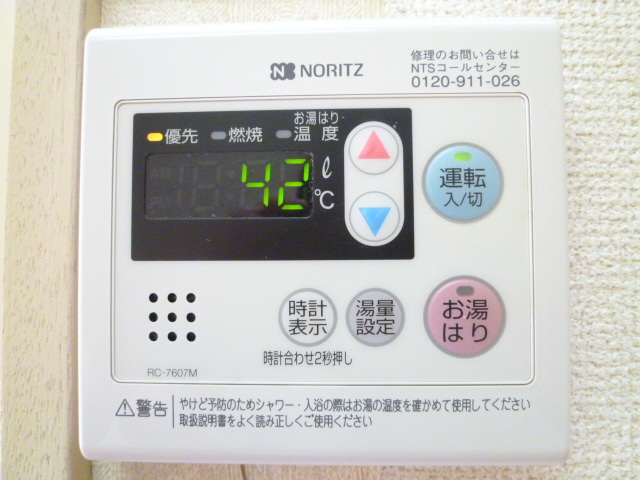 NORITZ
修理のお問い合せは
NTSコールセンター
0120-911-026
お湯はり
優先 燃焼 温度
AM
PM
42 ℓ
℃
運転
入/切
時計
表示
湯量
設定
お湯
はり
時計合わせ2秒押し
RC-7607M
⚠警告
やけど予防のためシャワー・入浴の際はお湯の温度を確かめて使用してください
取扱説明書をよく読み正しくご使用ください